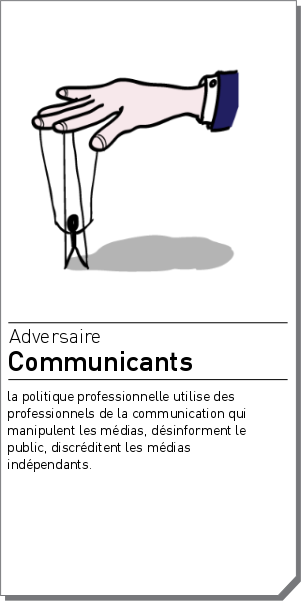 Adversaire
Communicants
la politique professionnelle utilise des
professionnels de la communication qui
manipulent les médias, désinforment le
public, discréditent les médias
indépendants.